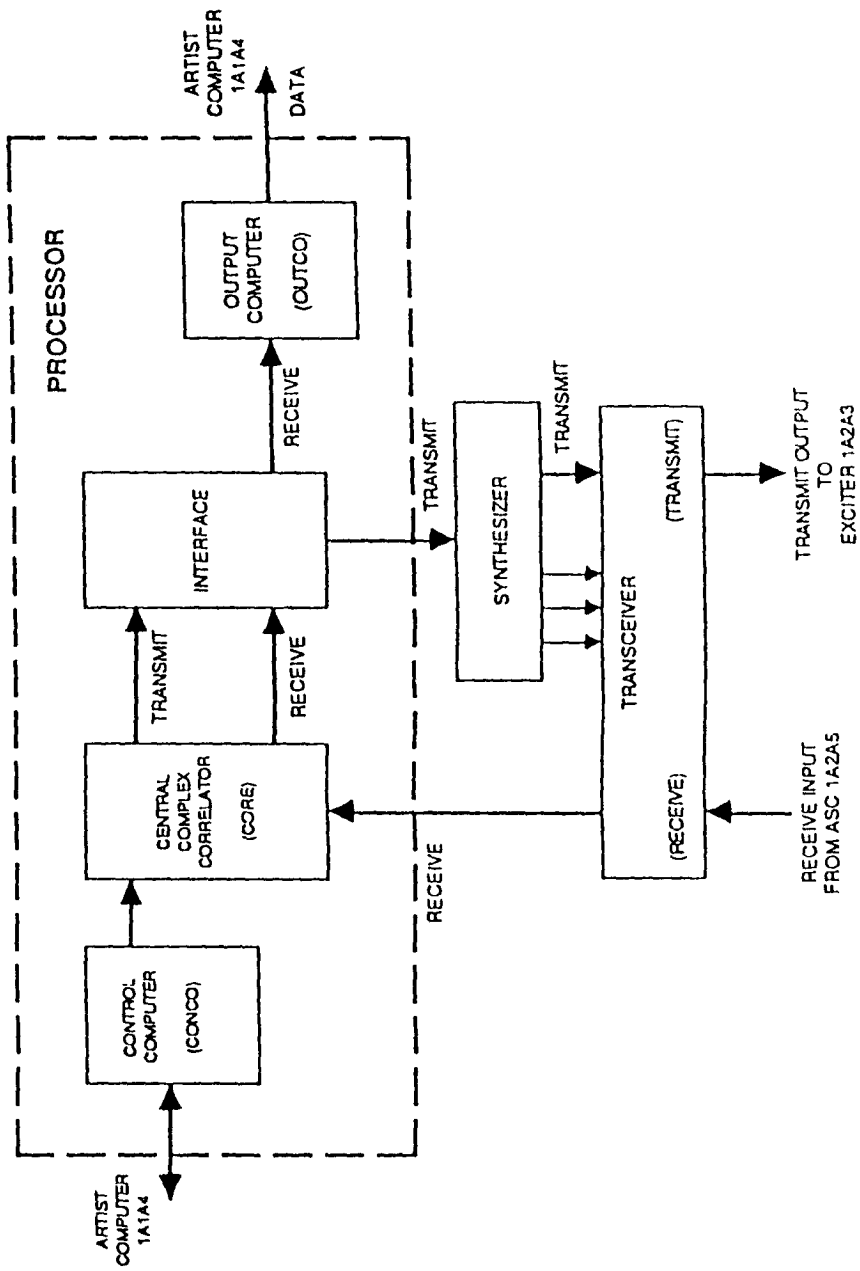 PROCESSOR
ARTIST
COMPUTER
1A1A4
CONTROL
COMPUTER
(CONCO)
CENTRAL
COMPLEX
CORRELATOR
(CORE)
TRANSMIT
RECEIVE
INTERFACE
RECEIVE
OUTPUT
COMPUTER
(OUTCO)
ARTIST
COMPUTER
1A1A4
DATA
RECEIVE
TRANSMIT
SYNTHESIZER
TRANSMIT
TRANSCEIVER
(RECEIVE)
(TRANSMIT)
RECEIVE INPUT
FROM ASC 1A2A5
TRANSMIT OUTPUT
TO
EXCITER 1A2A3